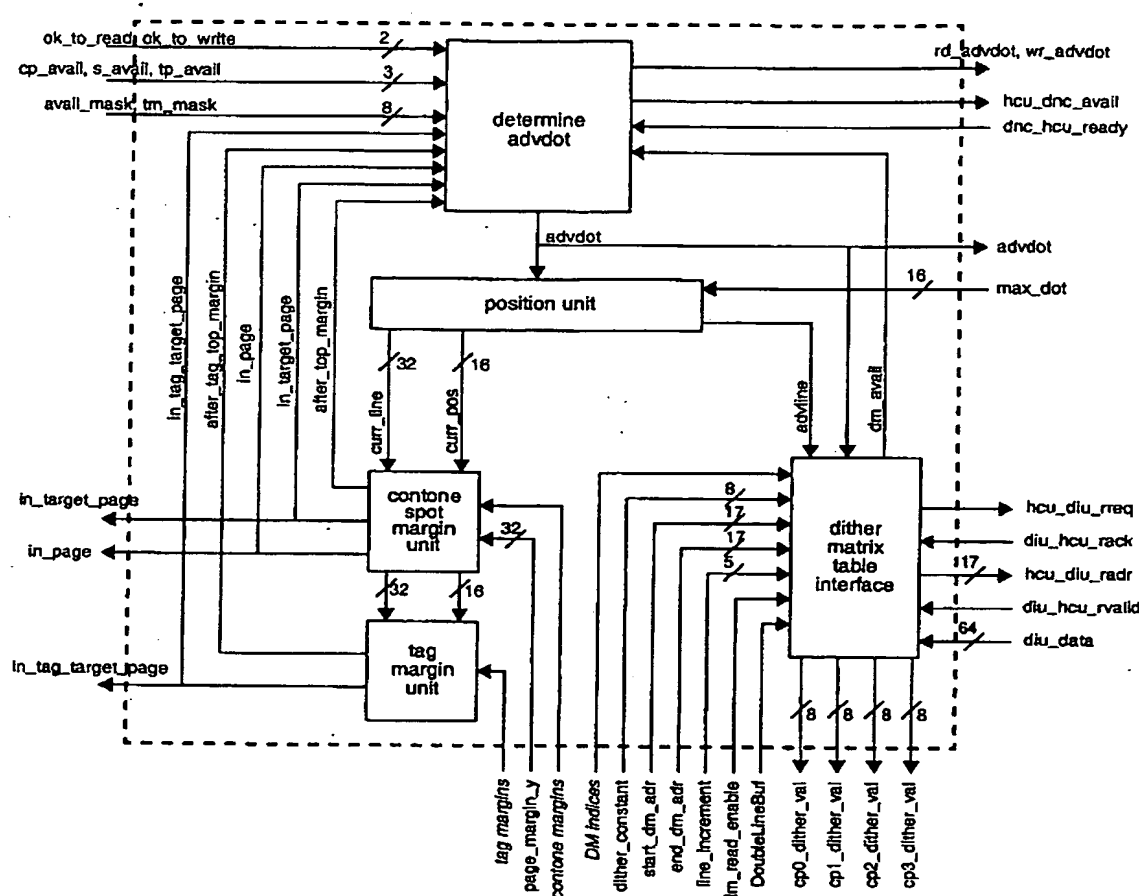 ok_to_read, ok_to_write
2
rd_advdot, wr_advdot
cp_avail, s_avail, tp_avail
3
avail_mask, tm_mask
8
hcu_dnc_avail
determine
advdot
dnc_hcu_ready
advdot
advdot
16
max_dot
position unit
in_tag_target_page
after_tag_top_margin
in_page
in_target_page
after_top_margin
32
16
curr_line
curr_pos
advline
dm_avail
in_target_page
in_page
contone
spot
margin
unit
32
8
17
17
5
dither
matrix
table
interface
hcu_diu_rreq
diu_hcu_rack
17
hcu_diu_radr
diu_hcu_rvalid
64
diu_data
32
16
tag
margin
unit
in_tag_target_page
8
8
8
8
tag margins
page_margin_y
contone margins
DM indices
dither_constant
start_dm_adr
end_dm_adr
line_increment
dm_read_enable
DoubleLineBuf
cp0_dither_val
cp1_dither_val
cp2_dither_val
cp3_dither_val